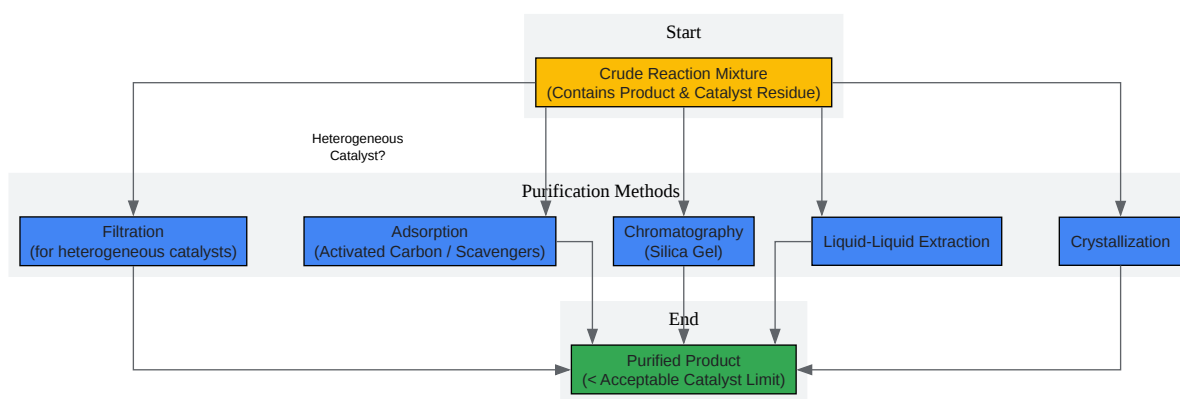 Start
Crude Reaction Mixture
(Contains Product & Catalyst Residue)
Heterogeneous
Catalyst?
Purification Methods
Filtration
(for heterogeneous catalysts)
Adsorption
(Activated Carbon / Scavengers)
Chromatography
(Silica Gel)
Liquid-Liquid Extraction
Crystallization
End
Purified Product
(< Acceptable Catalyst Limit)